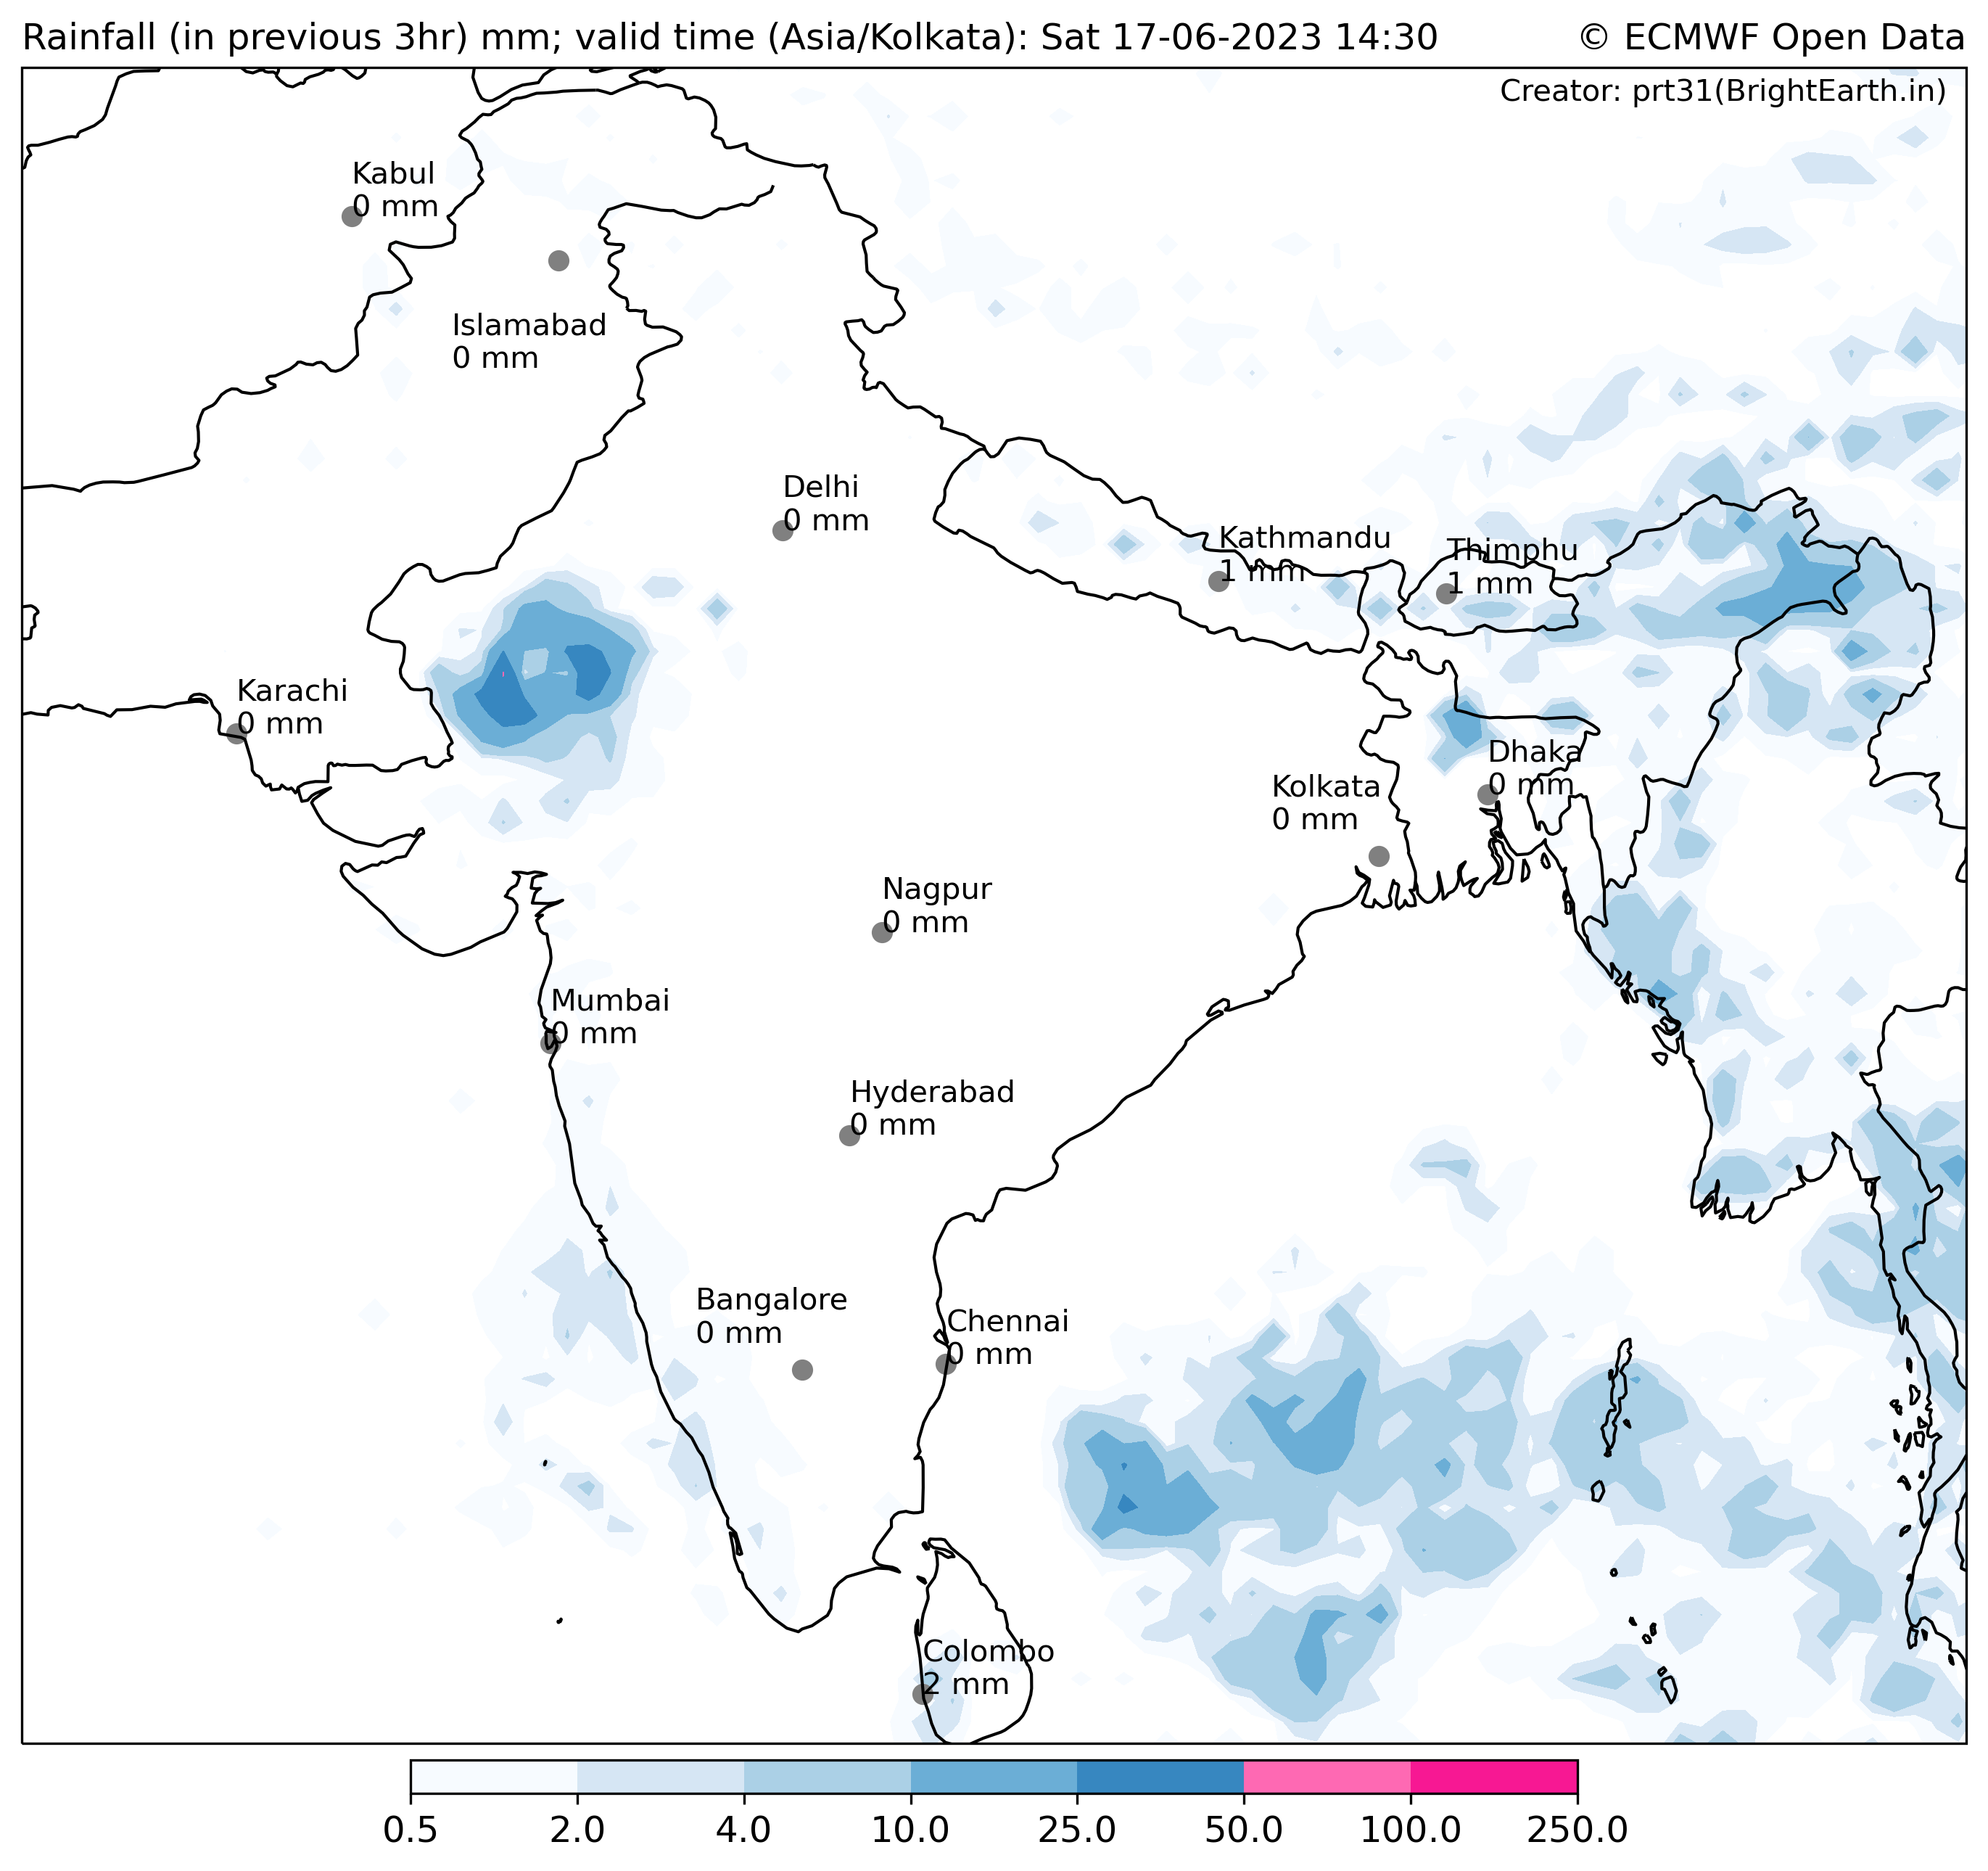 Rainfall (in previous 3hr) mm; valid time (Asia/Kolkata): Sat 17-06-2023 14:30
© ECMWF Open Data
Creator: prt31(BrightEarth.in)
Kabul
0 mm
Islamabad
0 mm
Delhi
0 mm
Kathmandu
1 mm
Thimphu
1 mm
Karachi
0 mm
Dhaka
0 mm
Kolkata
0 mm
Nagpur
0 mm
Mumbai
0 mm
Hyderabad
0 mm
Bangalore
0 mm
Chennai
0 mm
Colombo
2 mm
0.5 2.0 4.0 10.0 25.0 50.0 100.0 250.0